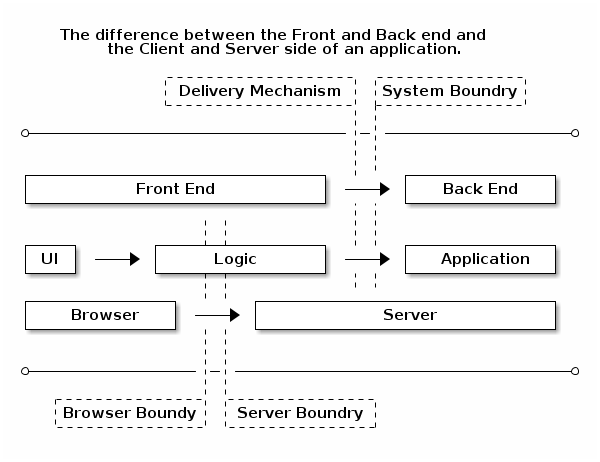 The difference between the Front and Back end and
the Client and Server side of an application.
Delivery Mechanism
System Boundry
Front End
Back End
UI
Logic
Application
Browser
Server
Browser Boundy
Server Boundry